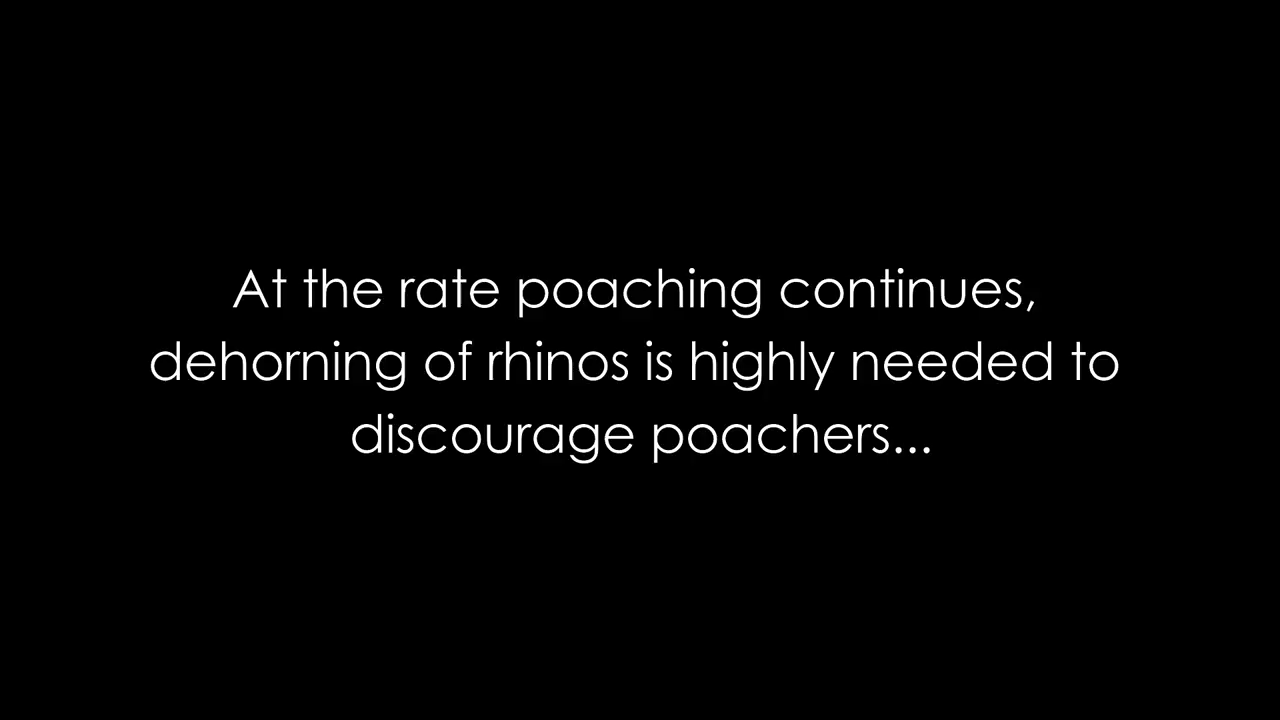 At the rate poaching continues,
dehorning of rhinos is highly needed to
discourage poachers...